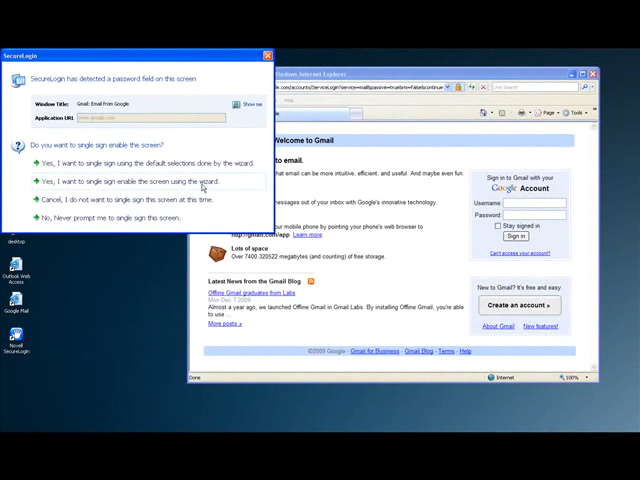 SecureLogin
SecureLogin has detected a password field on this screen
Window Title: Gmail: Email from Google
Show me
Application URL www.google.com
Do you want to single sign enable the screen?
Yes, I want to single sign using the default selections done by the wizard.
Yes, I want to single sign enable the screen using the wizard.
Cancel, I do not want to single sign this screen at this time.
No, Never prompt me to single sign this screen.
desktop
Outlook Web
Access
Google Mail
Novell
SecureLogin
Windows Internet Explorer
Live Search
Help
Page
Tools
Welcome to Gmail
to email.
that email can be more intuitive, efficient, and useful. And maybe even fun.
out of your inbox with Google's innovative technology.
your mobile phone by pointing your phone's web browser to
http://gmail.com/app. Learn more
Lots of space
Over 7400.320522 megabytes (and counting) of free storage.
Latest News from the Gmail Blog
Offline Gmail graduates from Labs
Mon Dec 7 2009
Almost a year ago, we launched Offline Gmail in Gmail Labs. By installing Offline Gmail, you're able
to ...
More posts »
Sign in to Gmail with your
Google Account
Username:
Password:
Stay signed in
Sign in
Can't access your account?
New to Gmail? It's free and easy.
Create an account »
About Gmail New features!
©2009 Google - Gmail for Business - Gmail Blog - Terms - Help
Done
Internet
100%